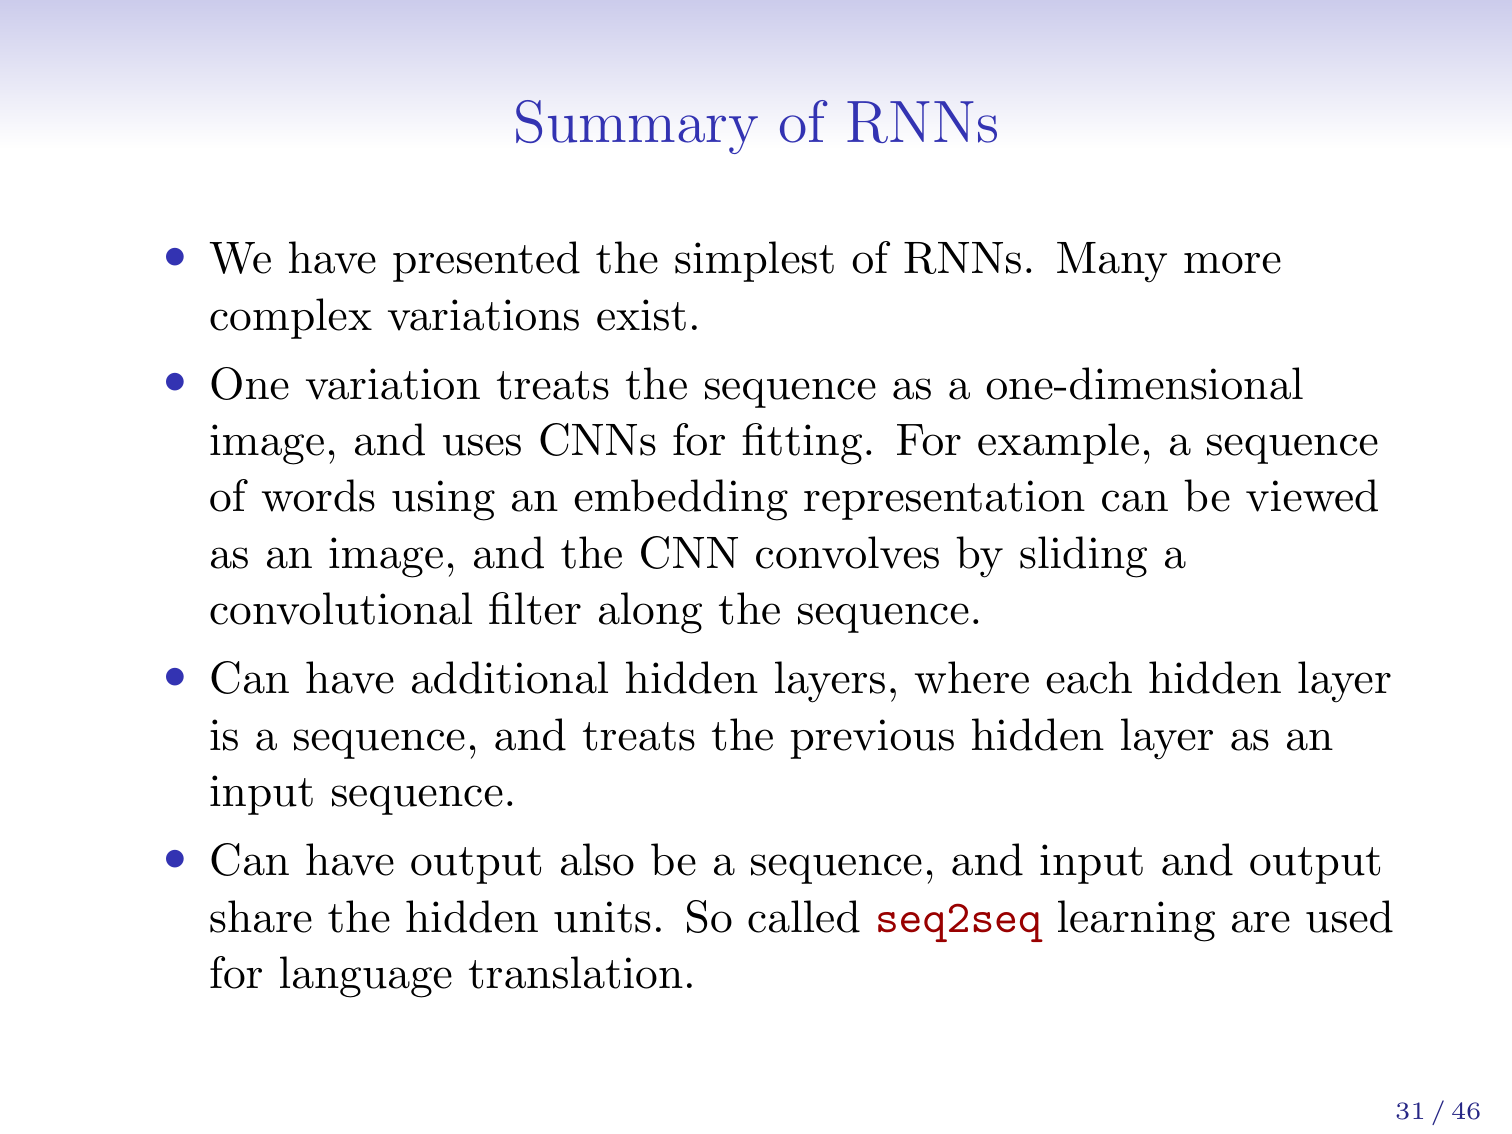 Summary of RNNs
• We have presented the simplest of RNNs. Many more
complex variations exist.
• One variation treats the sequence as a one-dimensional
image, and uses CNNs for fitting. For example, a sequence
of words using an embedding representation can be viewed
as an image, and the CNN convolves by sliding a
convolutional filter along the sequence.
• Can have additional hidden layers, where each hidden layer
is a sequence, and treats the previous hidden layer as an
input sequence.
• Can have output also be a sequence, and input and output
share the hidden units. So called seq2seq learning are used
for language translation.
31 / 46